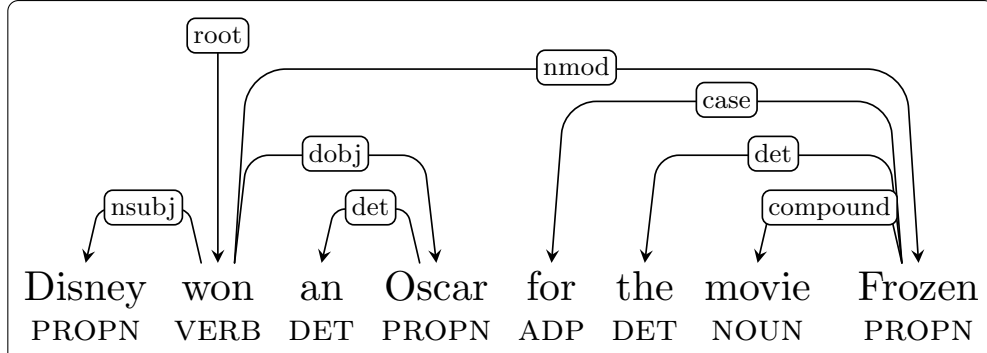 root
nmod
case
dobj det
nsubj det compound
Disney won an Oscar for the movie Frozen
PROPN VERB DET PROPN ADP DET NOUN PROPN